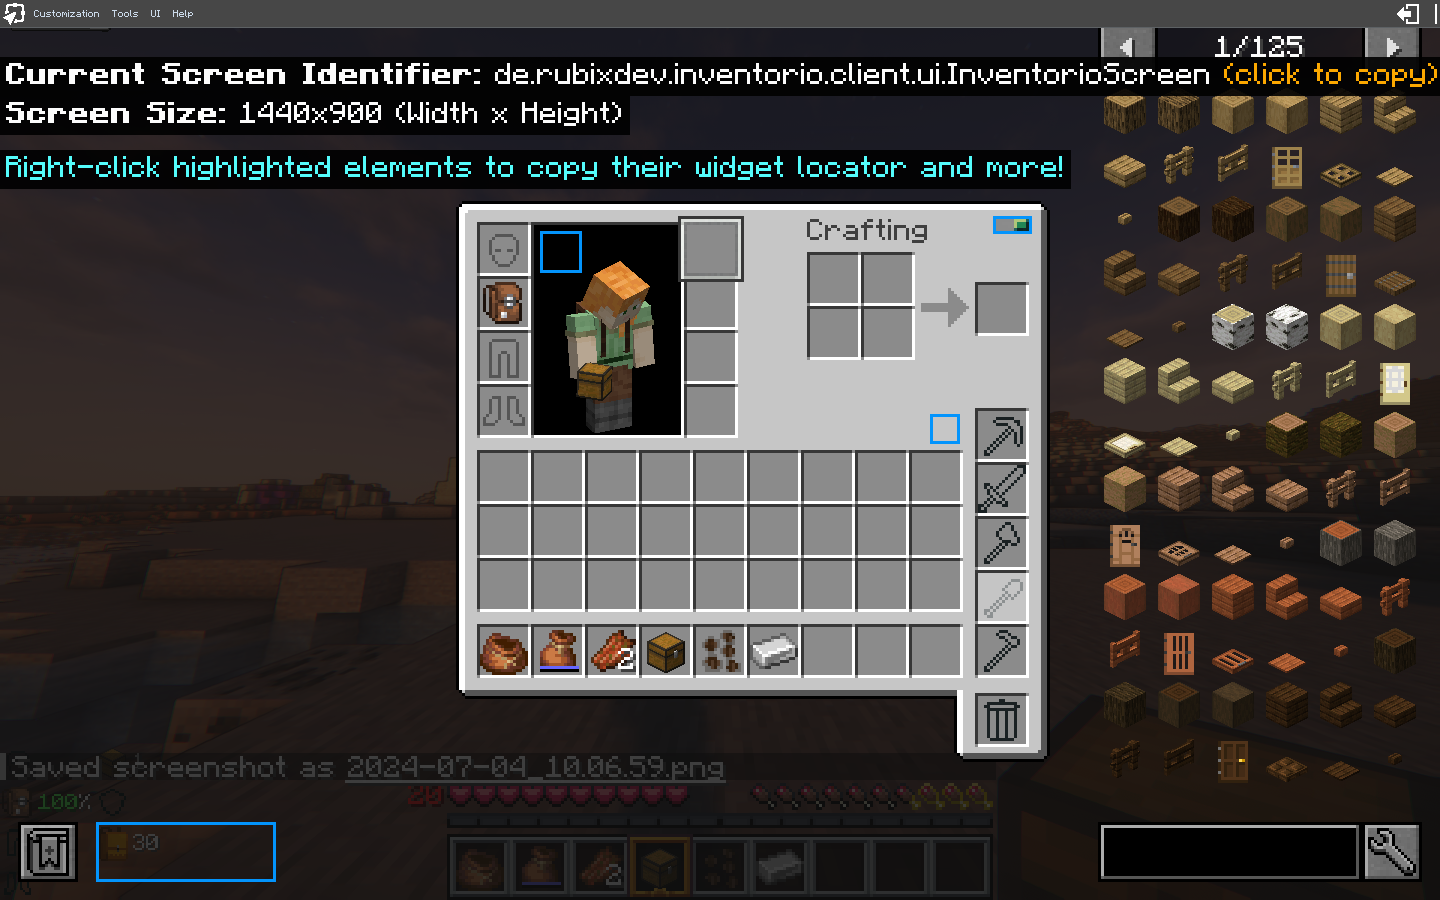 Customization Tools UI Help
1/125
Current Screen Identifier: de.rubixdev.inventorio.client.ui.InventorioScreen (click to copy)
Screen Size: 1440x900 (Width x Height)
Right-click highlighted elements to copy their widget locator and more!
Crafting
2
Saved screenshot as 2024-07-04_10.06.59.png
100%
20
30
2